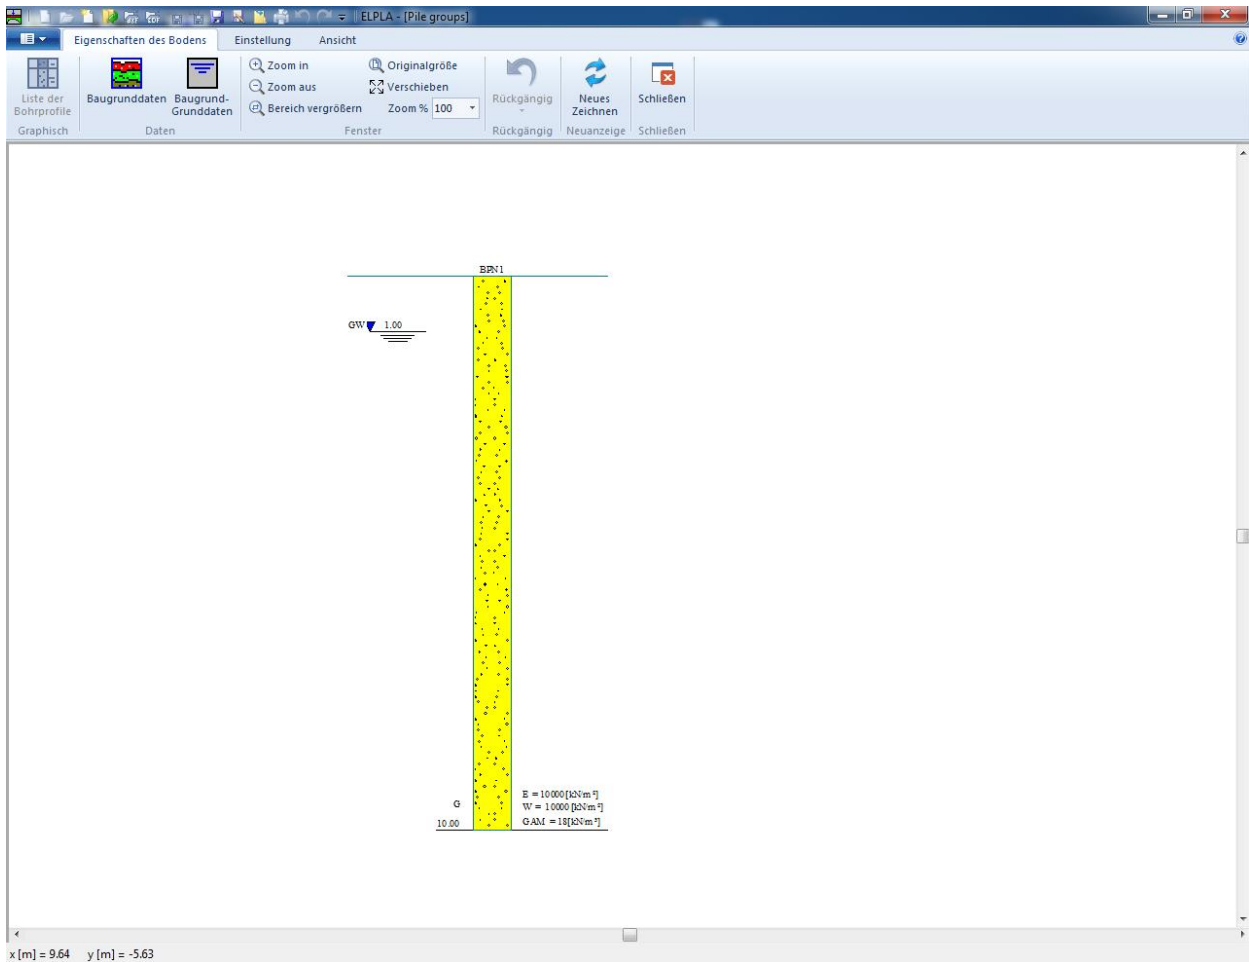 ELPLA - [Pile groups]
Eigenschaften des Bodens Einstellung Ansicht
Liste der Bohrprofile
Baugrunddaten
Baugrund-Grunddaten
Zoom in
Zoom aus
Bereich vergrößern
Originalgröße
Verschieben
Zoom % 100
Rückgängig
Neues Zeichnen
Schließen
Graphisch Daten Fenster Rückgängig Neuanzeige Schließen
BPN1
GW 1.00
G
10.00
E = 10000[kN/m²]
W = 10000 [kN/m²]
GAM = 18[kN/m³]
x [m] = 9.64 y [m] = -5.63